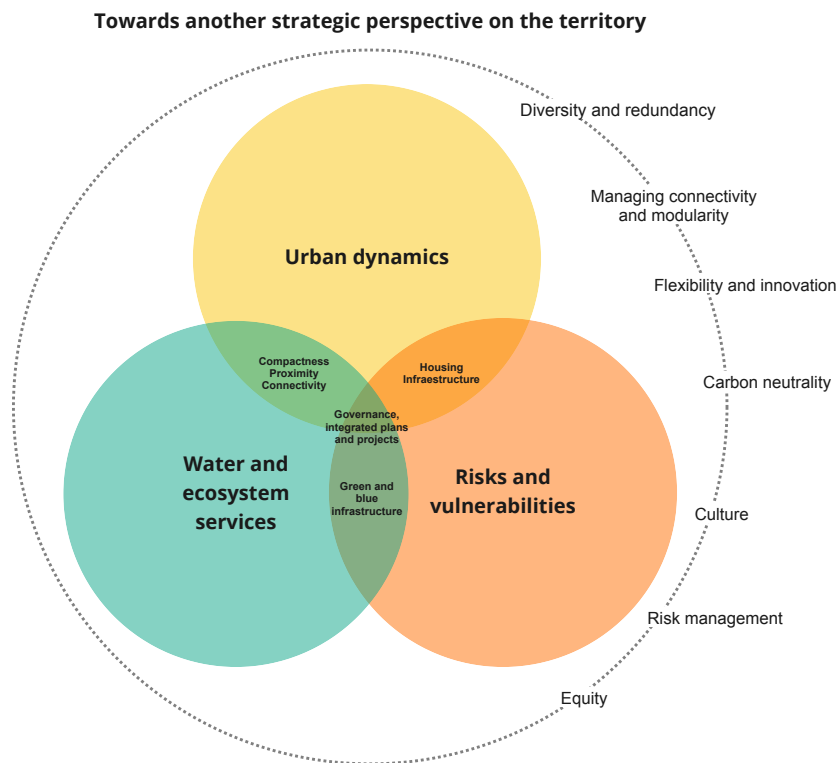 Towards another strategic perspective on the territory
Diversity and redundancy
Managing connectivity
and modularity
Urban dynamics
Flexibility and innovation
Compactness
Proximity
Connectivity
Housing
Infraestructure
Carbon neutrality
Governance,
integrated plans
and projects
Water and
ecosystem
services
Green and
blue
infrastructure
Risks and
vulnerabilities
Culture
Risk management
Equity